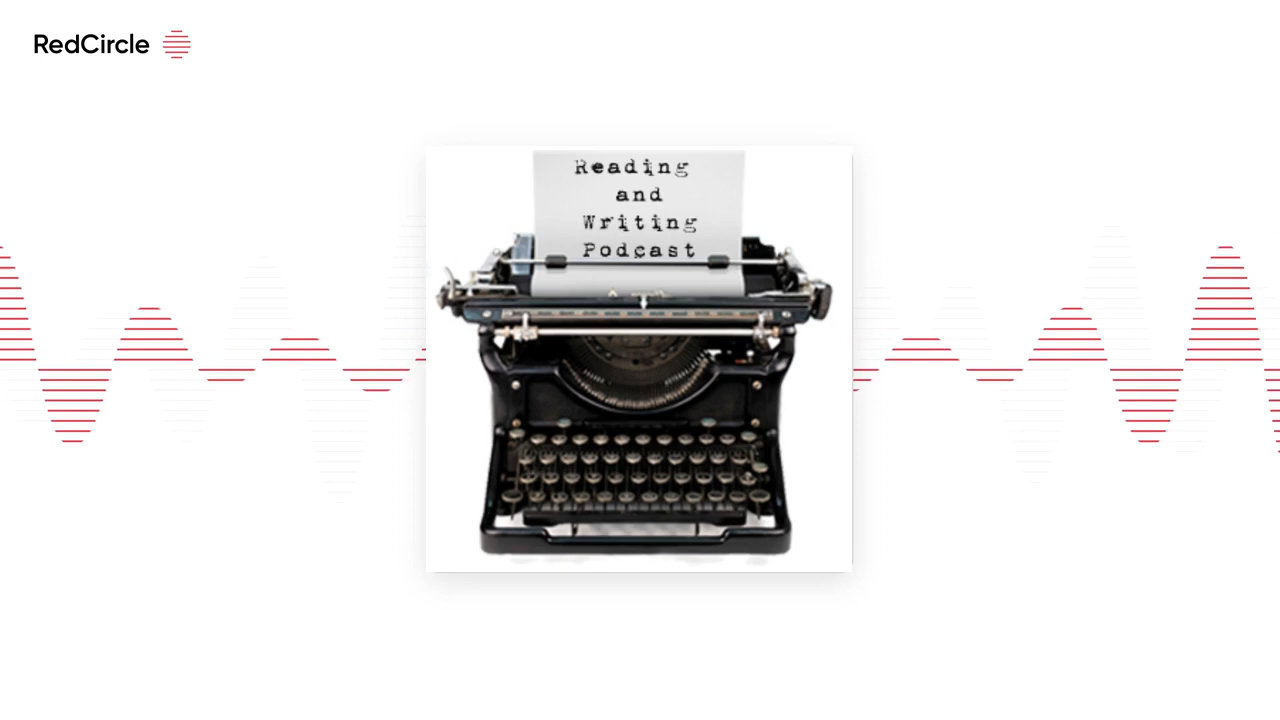 RedCircle
Reading
and
Writing
Podcast